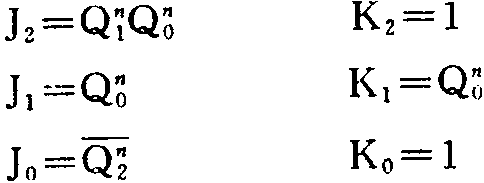 J₂=Q₁ⁿQ₀ⁿ K₂=1
J₁=Q₀ⁿ K₁=Q₀ⁿ
J₀=\overline{Q₂ⁿ} K₀=1